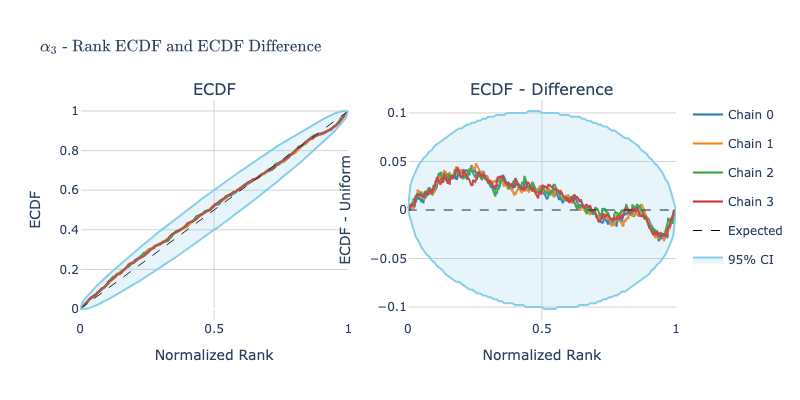 α₃ - Rank ECDF and ECDF Difference
ECDF
ECDF
1
0.8
0.6
0.4
0.2
0
0
0.5
1
Normalized Rank
ECDF - Difference
ECDF - Uniform
0.1
0.05
0
−0.05
−0.1
0
0.5
1
Normalized Rank
Chain 0
Chain 1
Chain 2
Chain 3
Expected
95% CI